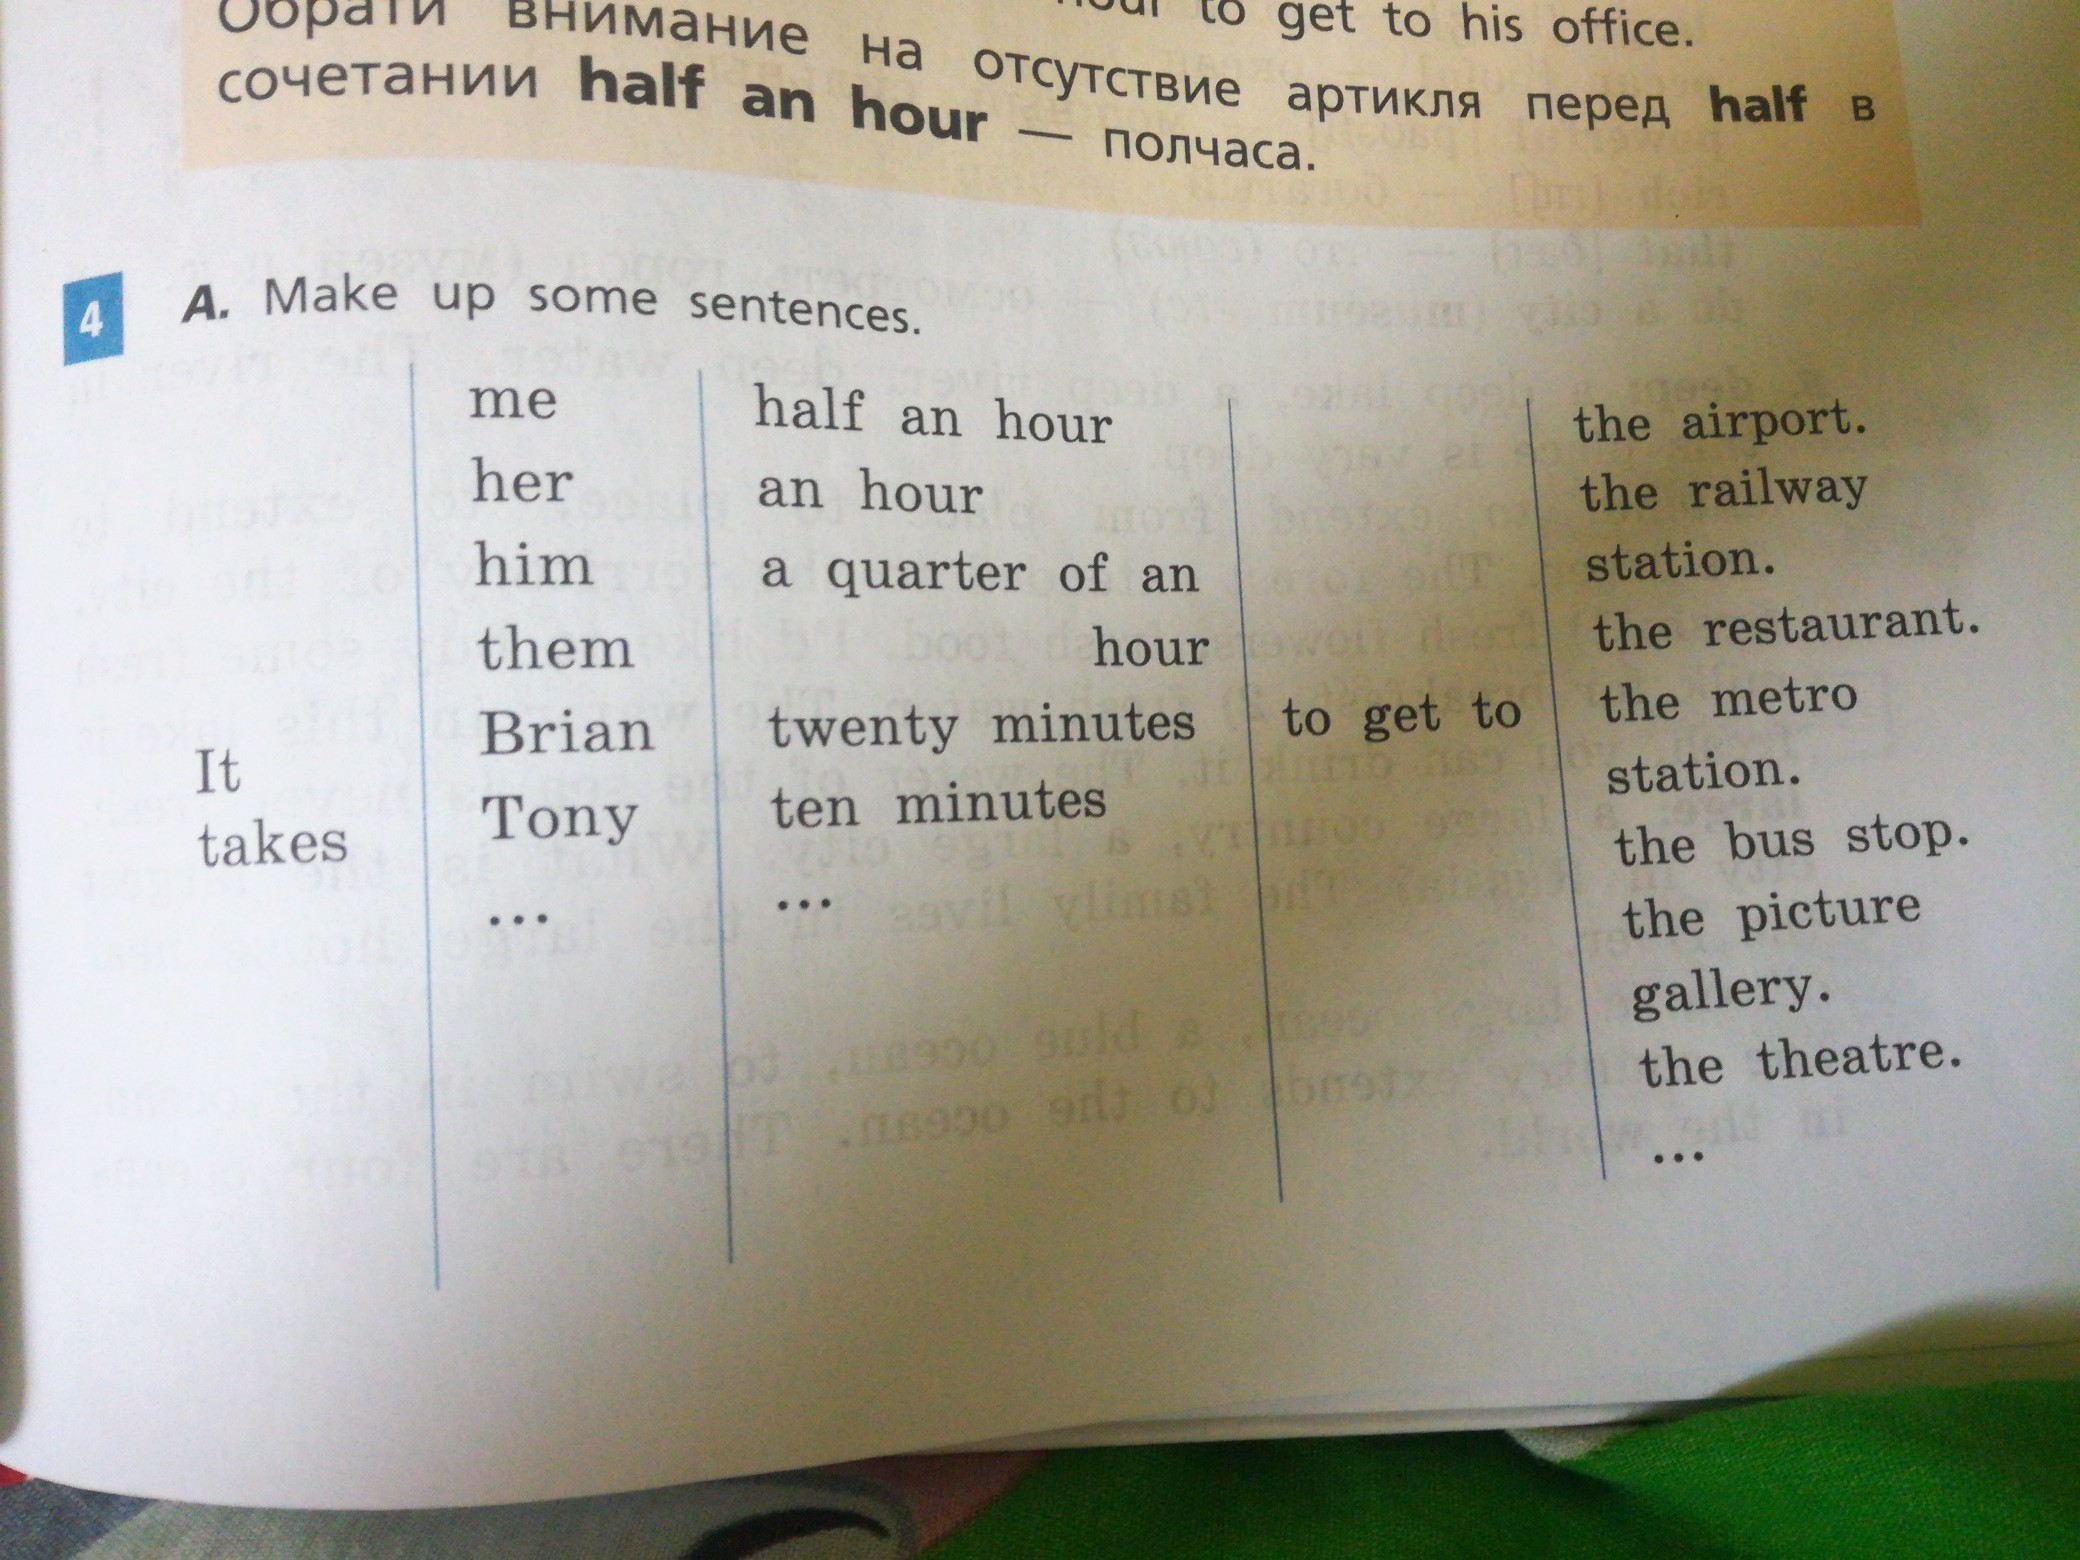 Обрати внимание на отсутствие артикля перед half в
to get to his office.
сочетании half an hour — полчаса.
4 A. Make up some sentences.
It
takes
me
her
him
them
Brian
Tony
...
half an hour
an hour
a quarter of an
hour
twenty minutes
ten minutes
...
to get to
the airport.
the railway
station.
the restaurant.
the metro
station.
the bus stop.
the picture
gallery.
the theatre.
...